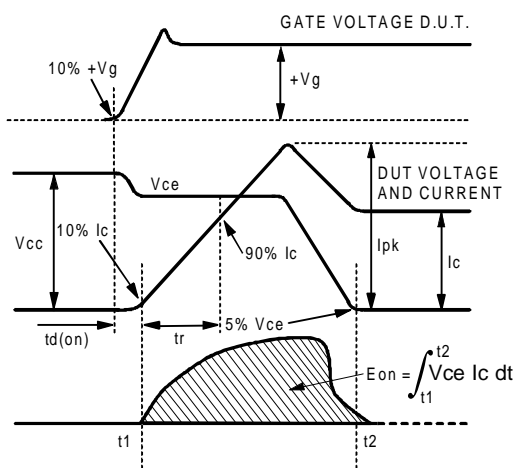 GATE VOLTAGE D.U.T.
10% +Vg
+Vg
Vce
DUT VOLTAGE
AND CURRENT
Vcc
10% Ic
90% Ic
Ipk
Ic
td(on)
tr
5% Vce
Eon = ∫ Vce Ic dt
t2
t1
t1
t2